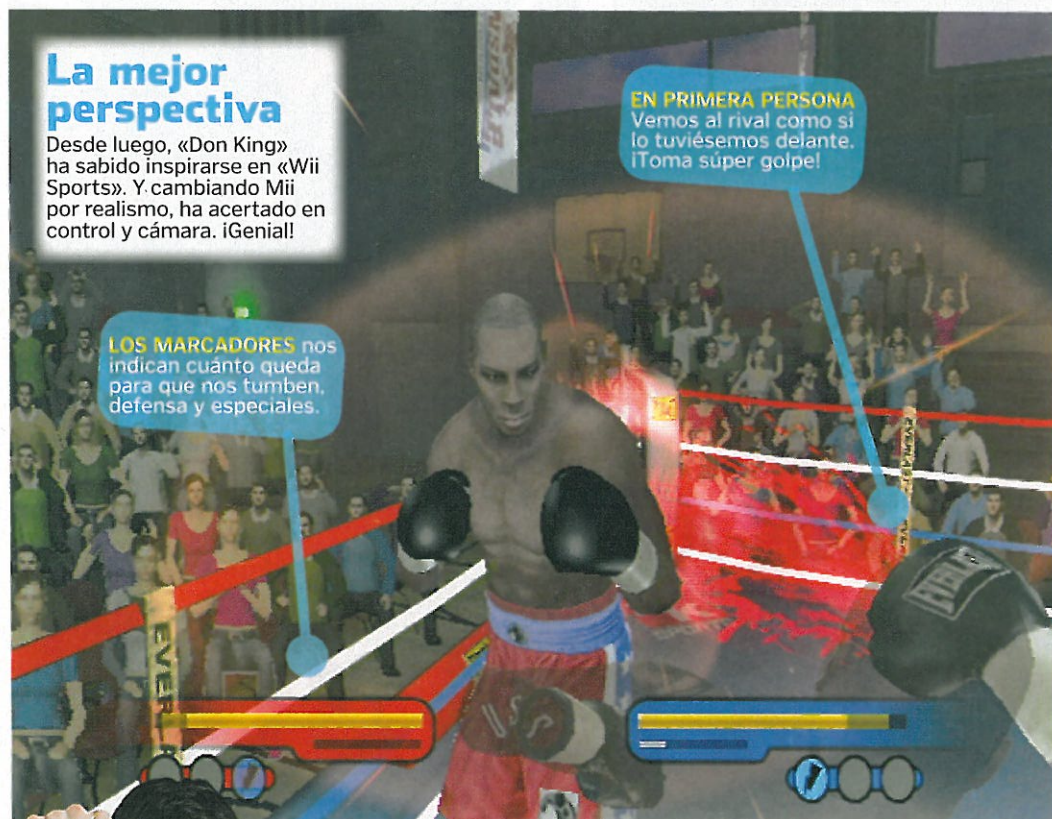 La mejor
perspectiva
Desde luego, «Don King»
ha sabido inspirarse en «Wii
Sports». Y cambiando Mii
por realismo, ha acertado en
control y cámara. ¡Genial!
EN PRIMERA PERSONA
Vemos al rival como si
lo tuviésemos delante.
¡Toma súper golpe!
LOS MARCADORES nos
indican cuánto queda
para que nos tumben,
defensa y especiales.
EVERLAST